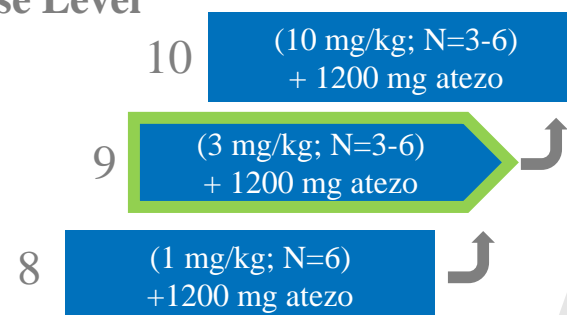 se Level
10
(10 mg/kg; N=3-6)
+ 1200 mg atezo
9
(3 mg/kg; N=3-6)
+ 1200 mg atezo
8
(1 mg/kg; N=6)
+1200 mg atezo